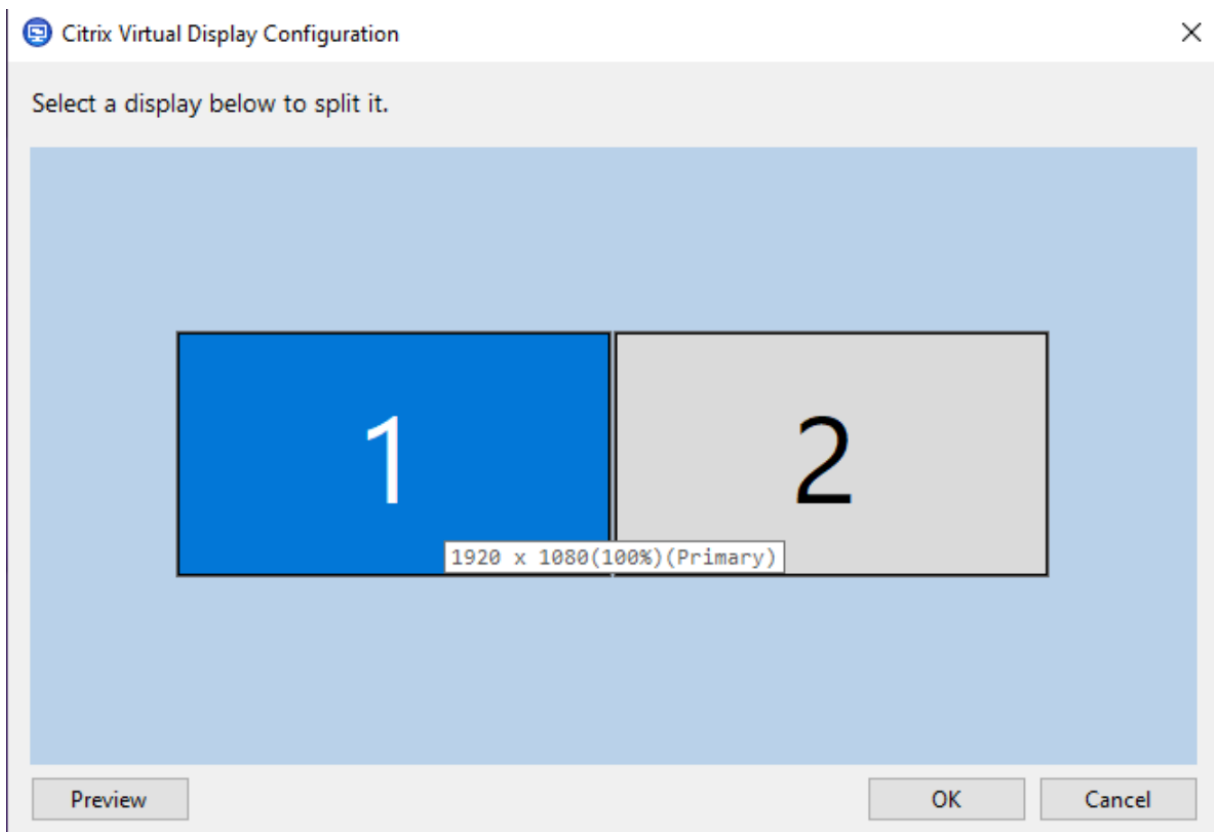 Citrix Virtual Display Configuration
Select a display below to split it.
1
2
1920 x 1080(100%)(Primary)
Preview
OK
Cancel